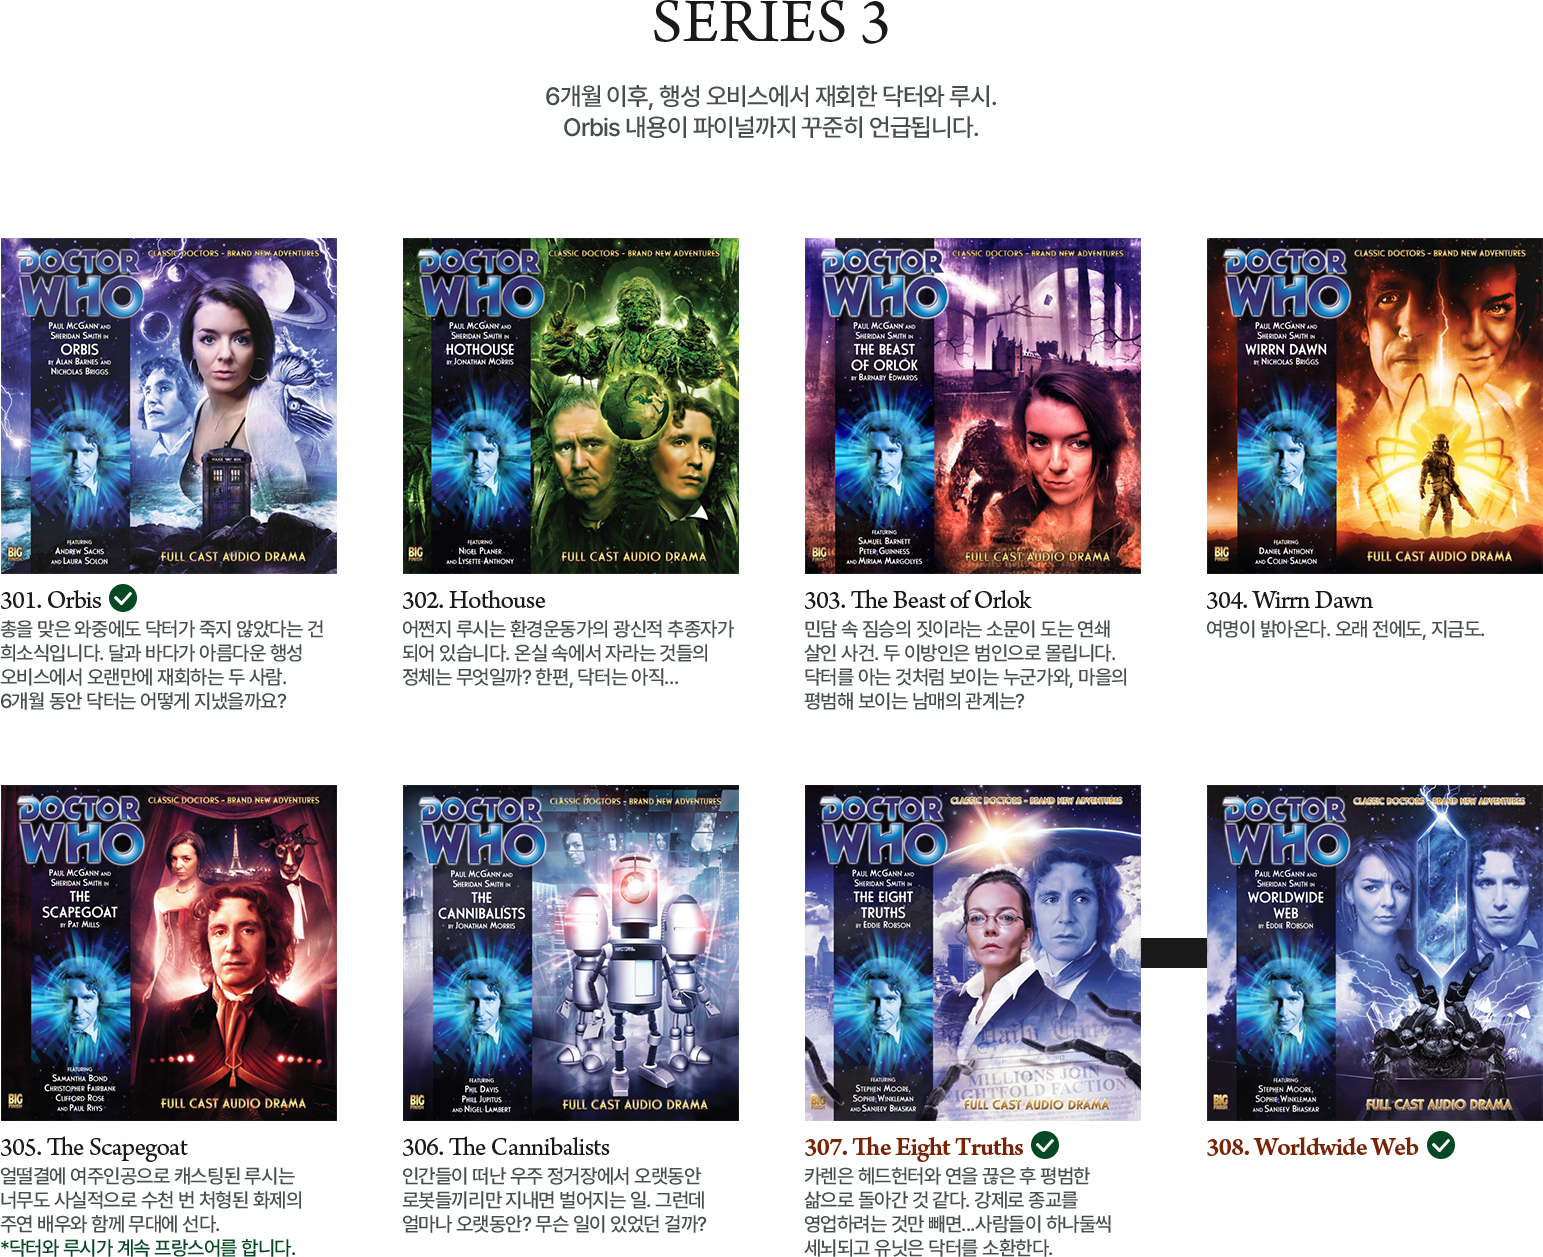 SERIES 3
6개월 이후, 행성 오비스에서 재회한 닥터와 루시.
Orbis 내용이 파이널까지 꾸준히 언급됩니다.
DOCTOR WHO
CLASSIC DOCTORS - BRAND NEW ADVENTURES
PAUL MCGANN AND
SHERIDAN SMITH IN
ORBIS
BY ALAN BARNES AND
NICHOLAS BRIGGS
POLICE BOX
FEATURING
ANDREW SACHS
AND LAURA SOLON
BIG FINISH
FULL CAST AUDIO DRAMA
301. Orbis
총을 맞은 와중에도 닥터가 죽지 않았다는 건
희소식입니다. 달과 바다가 아름다운 행성
오비스에서 오랜만에 재회하는 두 사람.
6개월 동안 닥터는 어떻게 지냈을까요?
DOCTOR WHO
CLASSIC DOCTORS - BRAND NEW ADVENTURES
PAUL MCGANN AND
SHERIDAN SMITH IN
HOTHOUSE
BY JONATHAN MORRIS
FEATURING
NIGEL PLANER
AND LYSETTE ANTHONY
BIG FINISH
FULL CAST AUDIO DRAMA
302. Hothouse
어쩐지 루시는 환경운동가의 광신적 추종자가
되어 있습니다. 온실 속에서 자라는 것들의
정체는 무엇일까? 한편, 닥터는 아직...
DOCTOR WHO
CLASSIC DOCTORS - BRAND NEW ADVENTURES
PAUL MCGANN AND
SHERIDAN SMITH IN
THE BEAST
OF ORLOK
BY BARNABY EDWARDS
FEATURING
SAMUEL BARNETT
PETER GUINNESS
AND MIRIAM MARGOLYES
BIG FINISH
FULL CAST AUDIO DRAMA
303. The Beast of Orlok
민담 속 짐승의 짓이라는 소문이 도는 연쇄
살인 사건. 두 이방인은 범인으로 몰립니다.
닥터를 아는 것처럼 보이는 누군가와, 마을의
평범해 보이는 남매의 관계는?
DOCTOR WHO
CLASSIC DOCTORS - BRAND NEW ADVENTURES
PAUL MCGANN AND
SHERIDAN SMITH IN
WIRRN DAWN
BY NICHOLAS BRIGGS
FEATURING
DANIEL ANTHONY
AND COLIN SALMON
BIG FINISH
FULL CAST AUDIO DRAMA
304. Wirrn Dawn
여명이 밝아온다. 오래 전에도, 지금도.
DOCTOR WHO
CLASSIC DOCTORS - BRAND NEW ADVENTURES
PAUL MCGANN AND
SHERIDAN SMITH IN
THE
SCAPEGOAT
BY PAT MILLS
FEATURING
SAMANTHA BOND
CHRISTOPHER FAIRBANK
CLIFFORD ROSE
AND PAUL RHYS
BIG FINISH
FULL CAST AUDIO DRAMA
305. The Scapegoat
얼떨결에 여주인공으로 캐스팅된 루시는
너무도 사실적으로 수천 번 처형된 화제의
주연 배우와 함께 무대에 선다.
*닥터와 루시가 계속 프랑스어를 합니다.
DOCTOR WHO
CLASSIC DOCTORS - BRAND NEW ADVENTURES
PAUL MCGANN AND
SHERIDAN SMITH IN
THE
CANNIBALISTS
BY JONATHAN MORRIS
FEATURING
PHIL DAVIS
PHILL JUPITUS
AND NIGEL LAMBERT
BIG FINISH
FULL CAST AUDIO DRAMA
306. The Cannibalists
인간들이 떠난 우주 정거장에서 오랫동안
로봇들끼리만 지내면 벌어지는 일. 그런데
얼마나 오랫동안? 무슨 일이 있었던 걸까?
DOCTOR WHO
CLASSIC DOCTORS - BRAND NEW ADVENTURES
PAUL MCGANN AND
SHERIDAN SMITH IN
THE EIGHT
TRUTHS
BY EDDIE ROBSON
MILLIONS JOIN
EIGHTFOLD FACTION
FEATURING
STEPHEN MOORE,
SOPHIE WINKLEMAN
AND SANJEEV BHASKAR
BIG FINISH
FULL CAST AUDIO DRAMA
307. The Eight Truths
카렌은 헤드헌터와 연을 끊은 후 평범한
삶으로 돌아간 것 같다. 강제로 종교를
영업하려는 것만 빼면...사람들이 하나둘씩
세뇌되고 유닛은 닥터를 소환한다.
DOCTOR WHO
CLASSIC DOCTORS - BRAND NEW ADVENTURES
PAUL MCGANN AND
SHERIDAN SMITH IN
WORLDWIDE
WEB
BY EDDIE ROBSON
FEATURING
STEPHEN MOORE,
SOPHIE WINKLEMAN
AND SANJEEV BHASKAR
BIG FINISH
FULL CAST AUDIO DRAMA
308. Worldwide Web